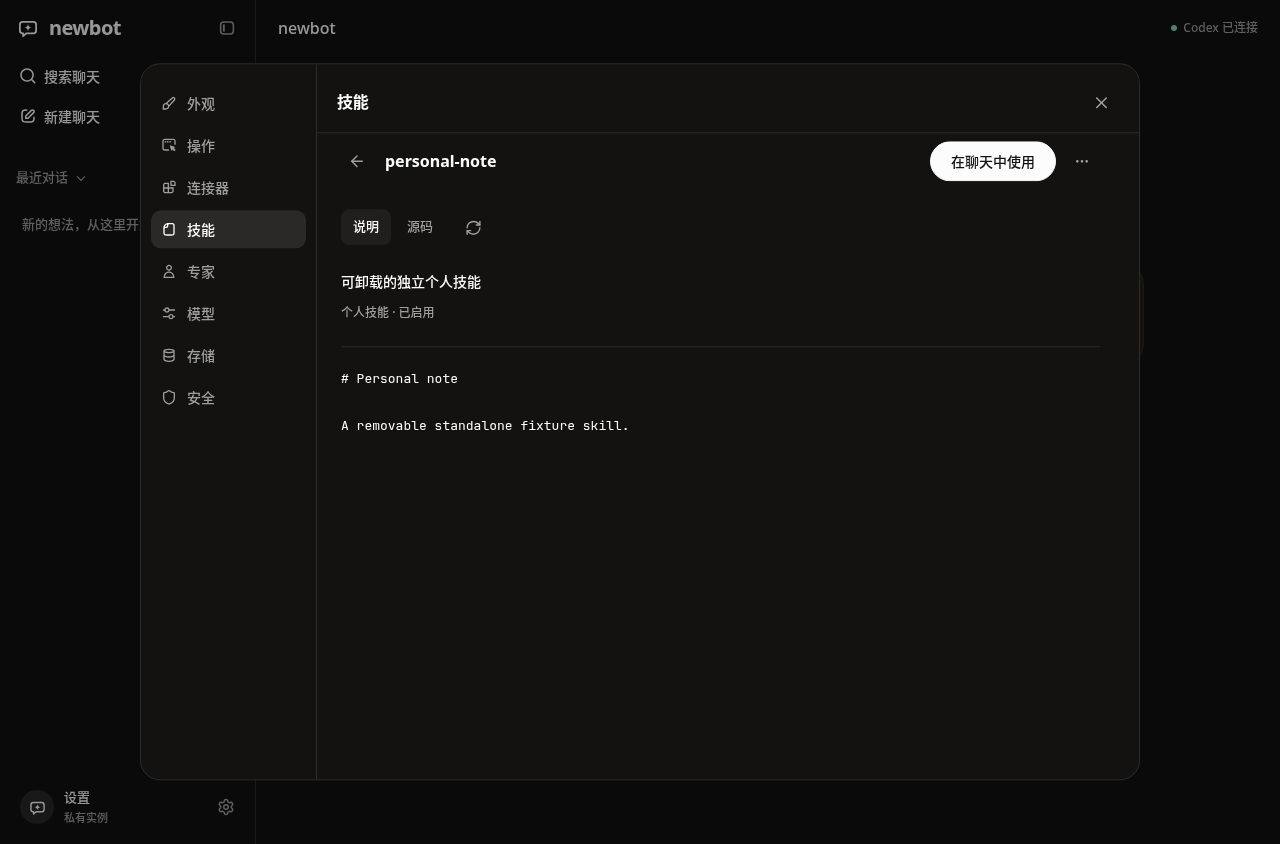 newbot
newbot
Codex 已连接
搜索聊天
新建聊天
最近对话
新的想法，从这里开
外观
操作
连接器
技能
专家
模型
存储
安全
技能
personal-note
在聊天中使用
说明
源码
可卸载的独立个人技能
个人技能 · 已启用
# Personal note
A removable standalone fixture skill.
设置
私有实例